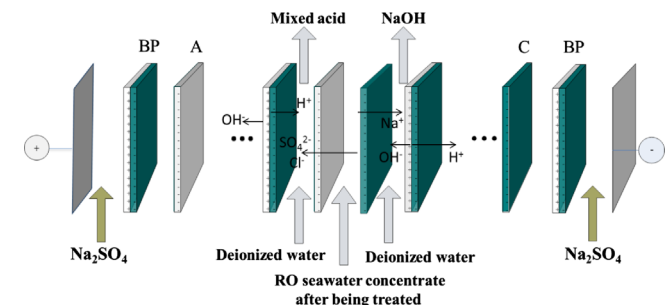 Mixed acid
NaOH
BP
A
C
BP
H⁺
OH⁻
Na⁺
SO₄²⁻
Cl⁻
OH⁻
H⁺
•••
•••
+
-
Na₂SO₄
Deionized water
Deionized water
Na₂SO₄
RO seawater concentrate
after being treated